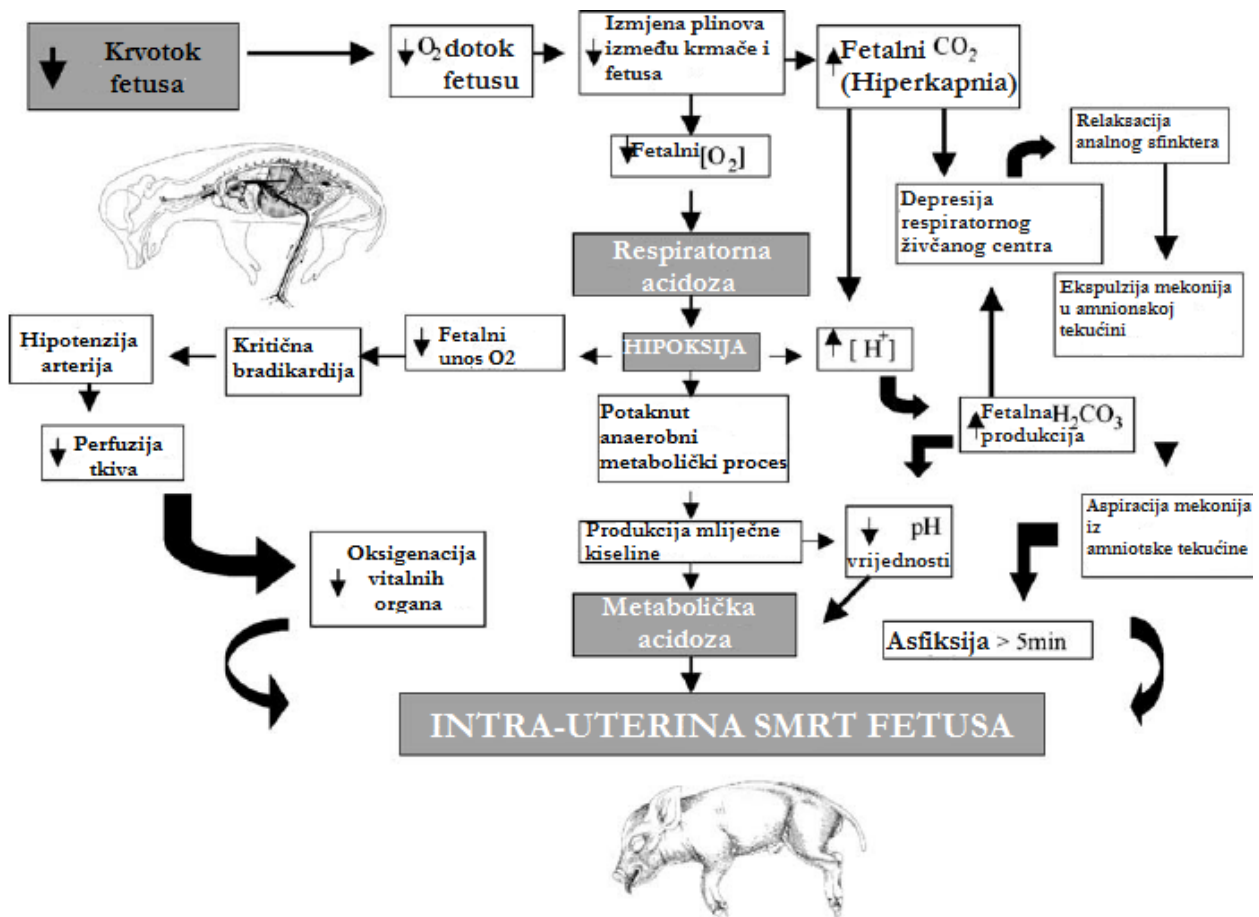 Krvotok
fetusa
O2 dotok
fetusu
Izmjena plinova
između krmače i
fetusa
Fetalni CO2
(Hiperkapnia)
Relaksacija
analnog sfinktera
Fetalni [O2]
Depresija
respiratornog
živčanog centra
Respiratorna
acidoza
Ekspulzija mekonija
u amnionskoj
tekućini
Hipotenzija
arterija
Kritična
bradikardija
Fetalni
unos O2
HIPOKSIJA
[ H+]
Perfuzija
tkiva
Potaknut
anaerobni
metabolički proces
Fetalna H2CO3
produkcija
Oksigenacija
vitalnih
organa
Produkcija mliječne
kiseline
pH
vrijednosti
Aspiracija mekonija
iz
amniotske tekućine
Metabolička
acidoza
Asfiksija > 5min
INTRA-UTERINA SMRT FETUSA